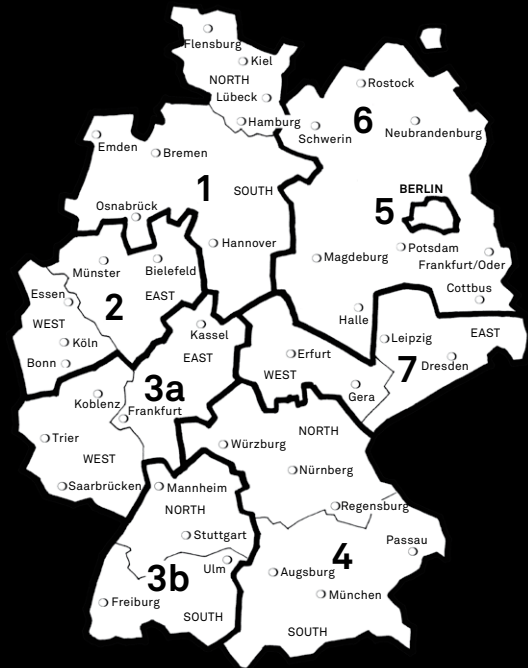 Flensburg
Kiel
NORTH
Rostock
Lübeck
Hamburg
6
Schwerin
Neubrandenburg
Emden
Bremen
1
SOUTH
BERLIN
Osnabrück
5
Hannover
Potsdam
Magdeburg
Frankfurt/Oder
Münster
Bielefeld
Cottbus
Essen
2
EAST
Halle
WEST
Kassel
EAST
Köln
Leipzig
Erfurt
EAST
Bonn
WEST
7
Dresden
3a
Gera
Koblenz
Frankfurt
NORTH
Trier
Würzburg
WEST
Nürnberg
Saarbrücken
Mannheim
NORTH
Regensburg
Stuttgart
Passau
4
Ulm
Augsburg
3b
München
Freiburg
SOUTH
SOUTH